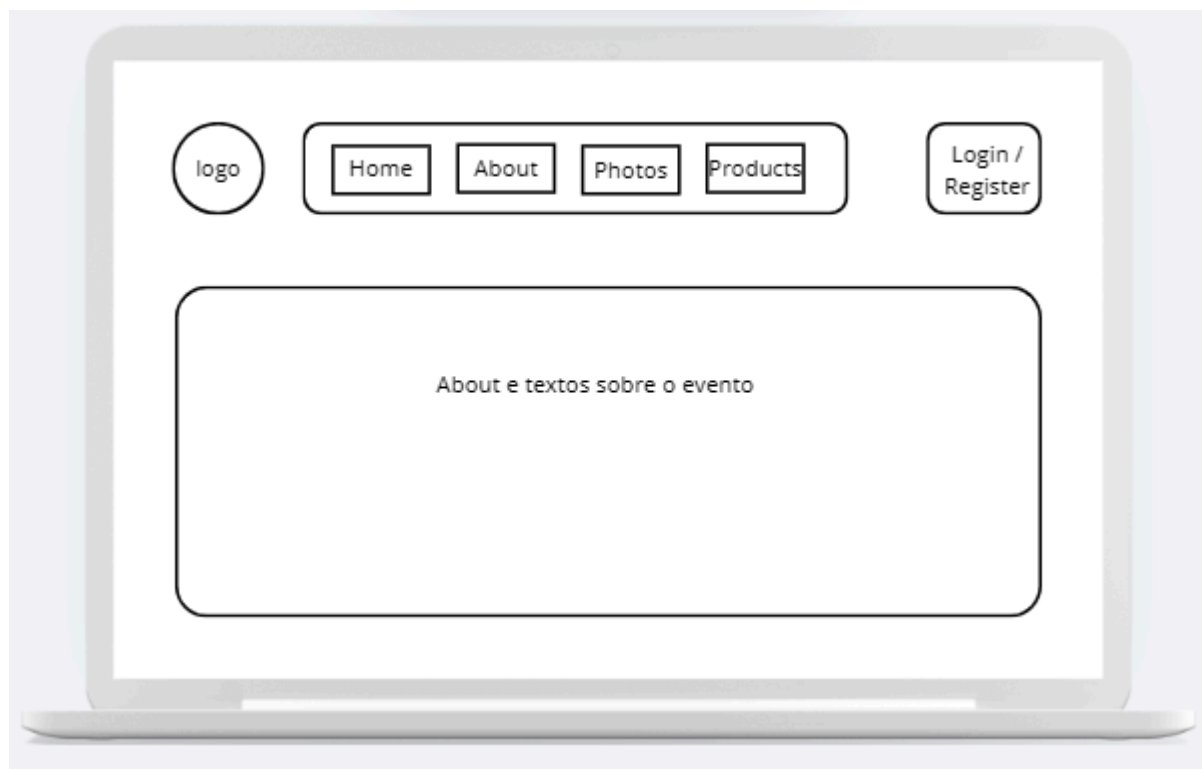 logo
Home
About
Photos
Products
Login /
Register
About e textos sobre o evento